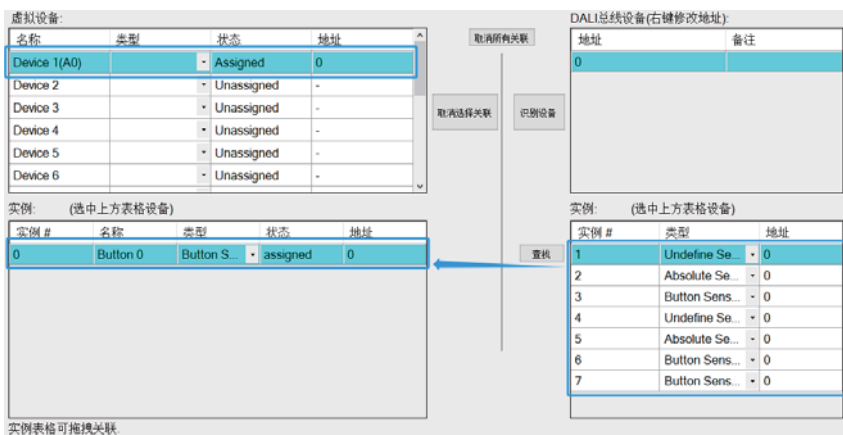 虚拟设备:
名称 类型 状态 地址
Device 1(A0) Assigned 0
Device 2 Unassigned -
Device 3 Unassigned -
Device 4 Unassigned -
Device 5 Unassigned -
Device 6 Unassigned -
取消所有关联
取消选择关联 识别设备
DALI总线设备(右键修改地址):
地址 备注
0
实例: (选中上方表格设备)
实例 # 名称 类型 状态 地址
0 Button 0 Button S... assigned 0
查找
实例: (选中上方表格设备)
实例 # 类型 地址
1 Undefine Se... 0
2 Absolute Se... 0
3 Button Sens... 0
4 Undefine Se... 0
5 Absolute Se... 0
6 Button Sens... 0
7 Button Sens... 0
实例表格可拖拽关联.